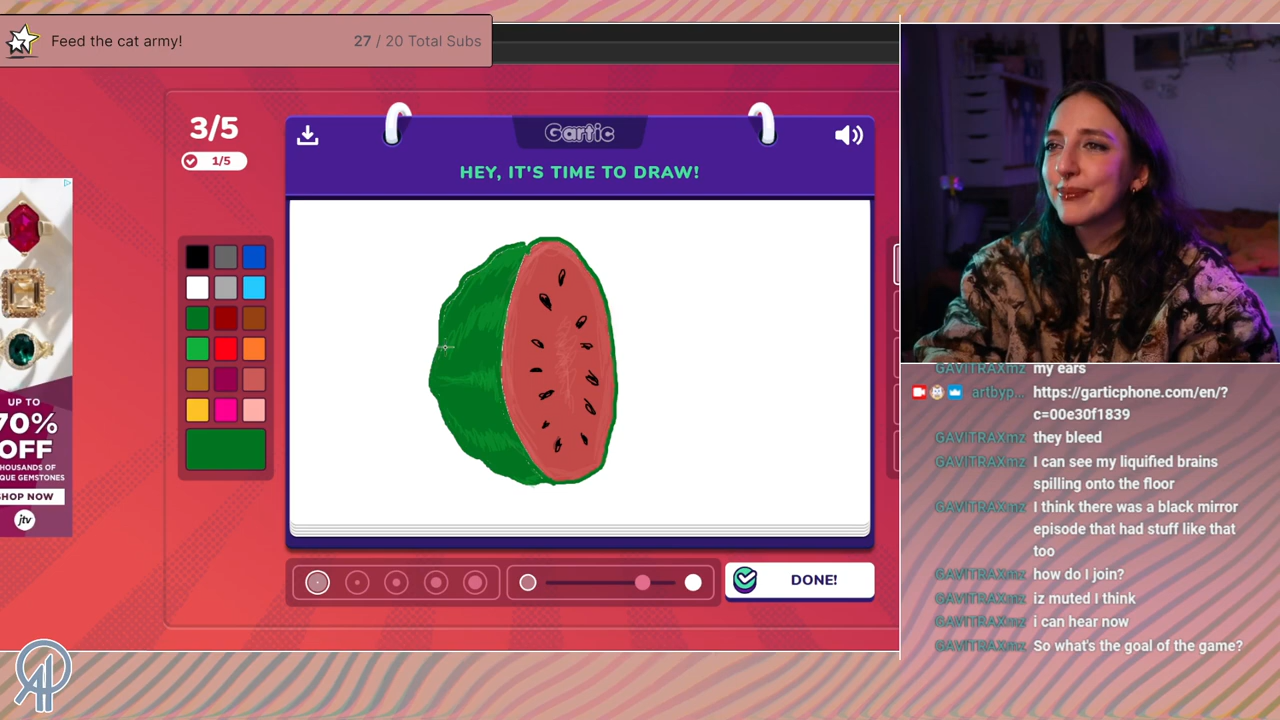 Feed the cat army!
27 / 20 Total Subs
3/5
1/5
Gartic
HEY, IT'S TIME TO DRAW!
UP TO
70%
OFF
THOUSANDS OF
UNIQUE GEMSTONES
SHOP NOW
jtv
DONE!
GAVITRAXmz my ears
artbyp... https://garticphone.com/en/?
c=00e30f1839
GAVITRAXmz they bleed
GAVITRAXmz I can see my liquified brains
spilling onto the floor
GAVITRAXmz I think there was a black mirror
episode that had stuff like that
too
GAVITRAXmz how do I join?
GAVITRAXmz iz muted I think
GAVITRAXmz i can hear now
GAVITRAXmz So what's the goal of the game?